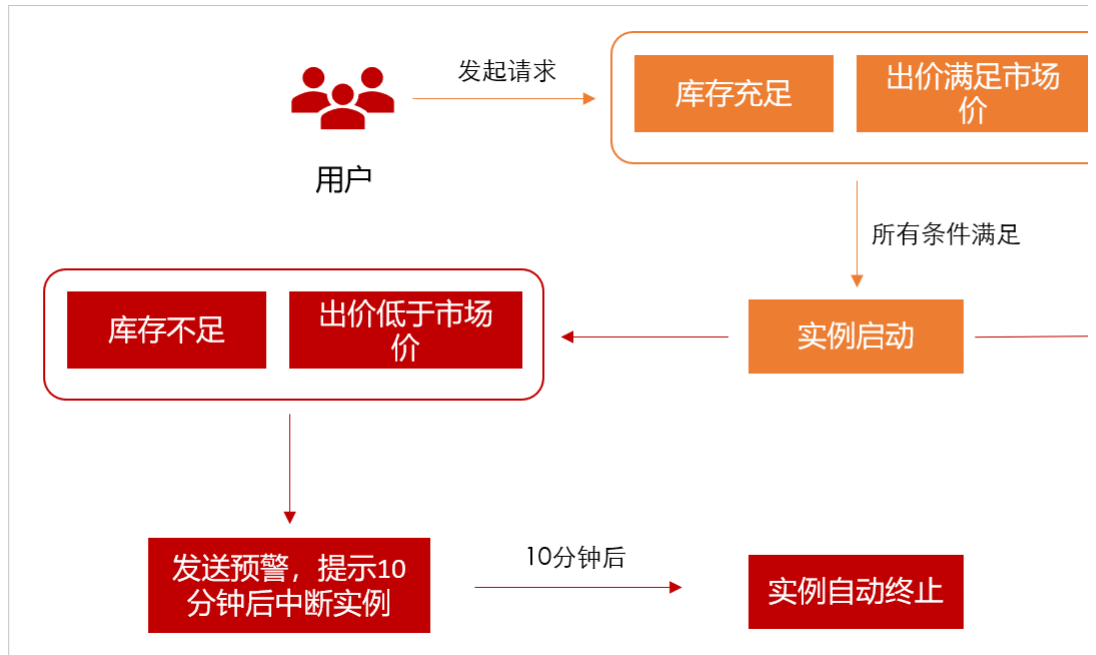 发起请求
库存充足
出价满足市场
价
用户
所有条件满足
库存不足
出价低于市场
价
实例启动
发送预警，提示10
分钟后中断实例
10分钟后
实例自动终止